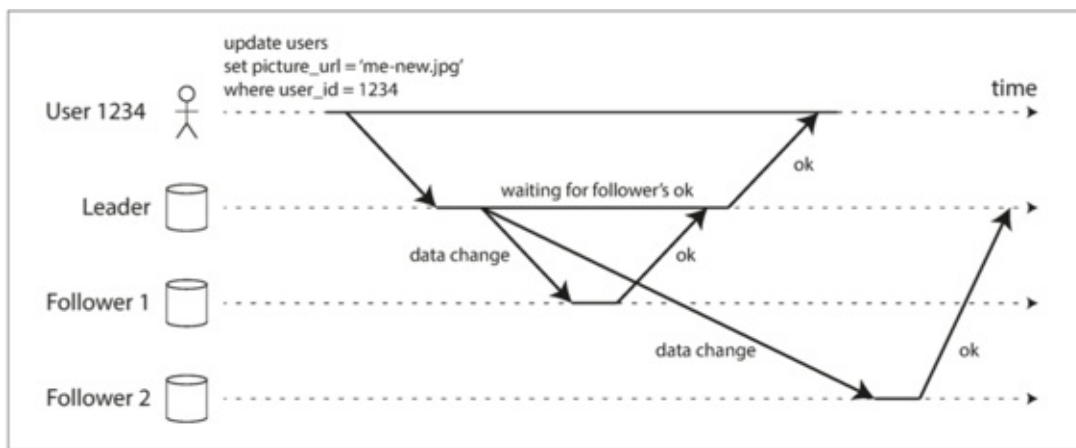 update users
set picture_url = ‘me-new.jpg’
where user_id = 1234
time
User 1234
ok
waiting for follower’s ok
Leader
data change
ok
Follower 1
data change
ok
Follower 2